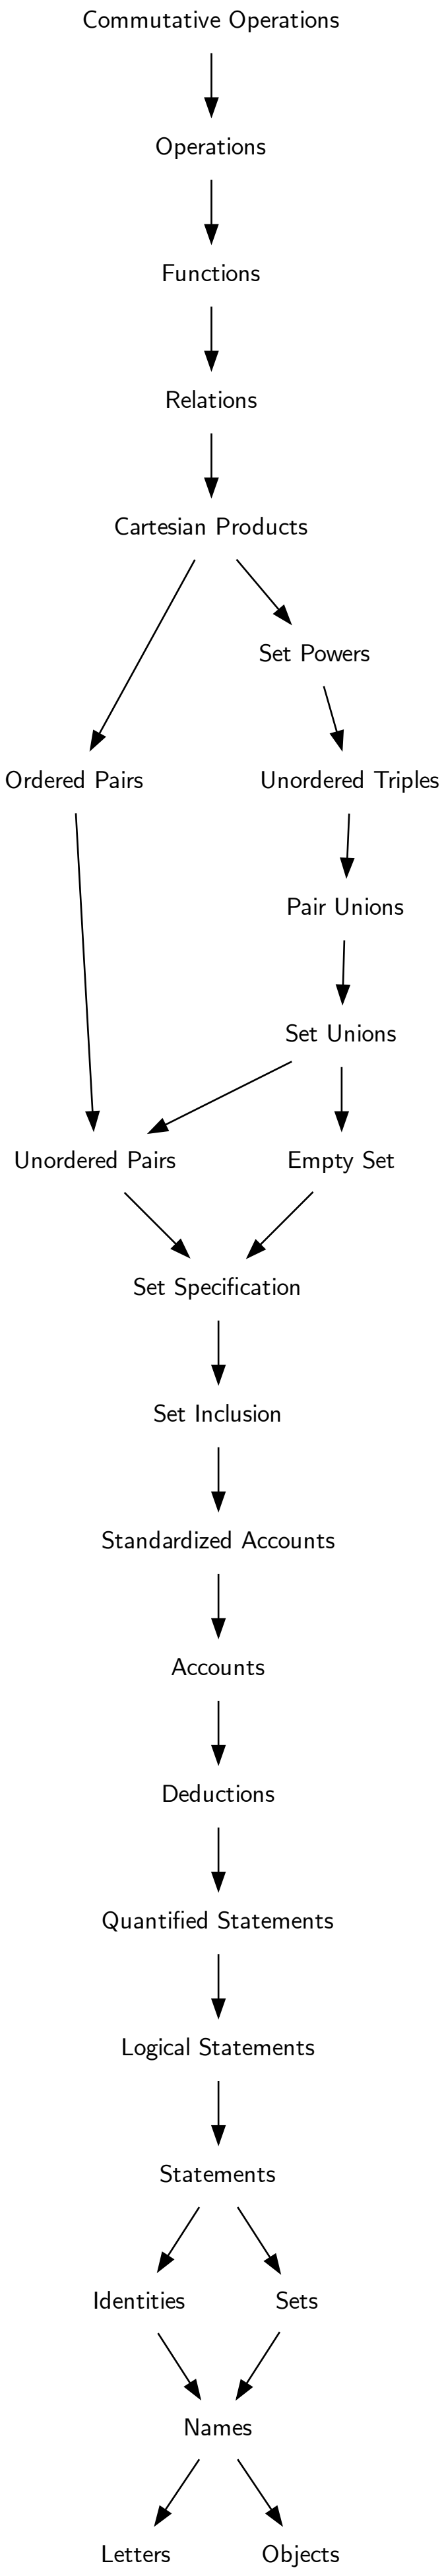 Commutative Operations
Operations
Functions
Relations
Cartesian Products
Set Powers
Ordered Pairs
Unordered Triples
Pair Unions
Set Unions
Unordered Pairs
Empty Set
Set Specification
Set Inclusion
Standardized Accounts
Accounts
Deductions
Quantified Statements
Logical Statements
Statements
Identities
Sets
Names
Letters
Objects